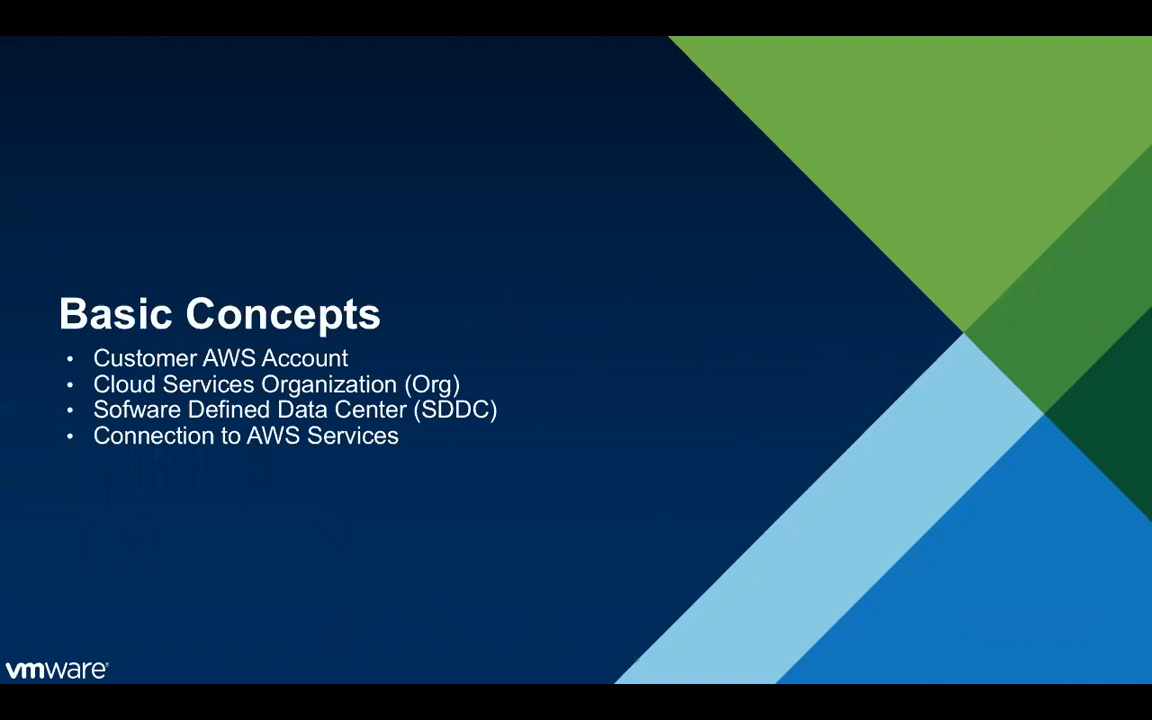 Basic Concepts
• Customer AWS Account
• Cloud Services Organization (Org)
• Sofware Defined Data Center (SDDC)
• Connection to AWS Services
vmware®